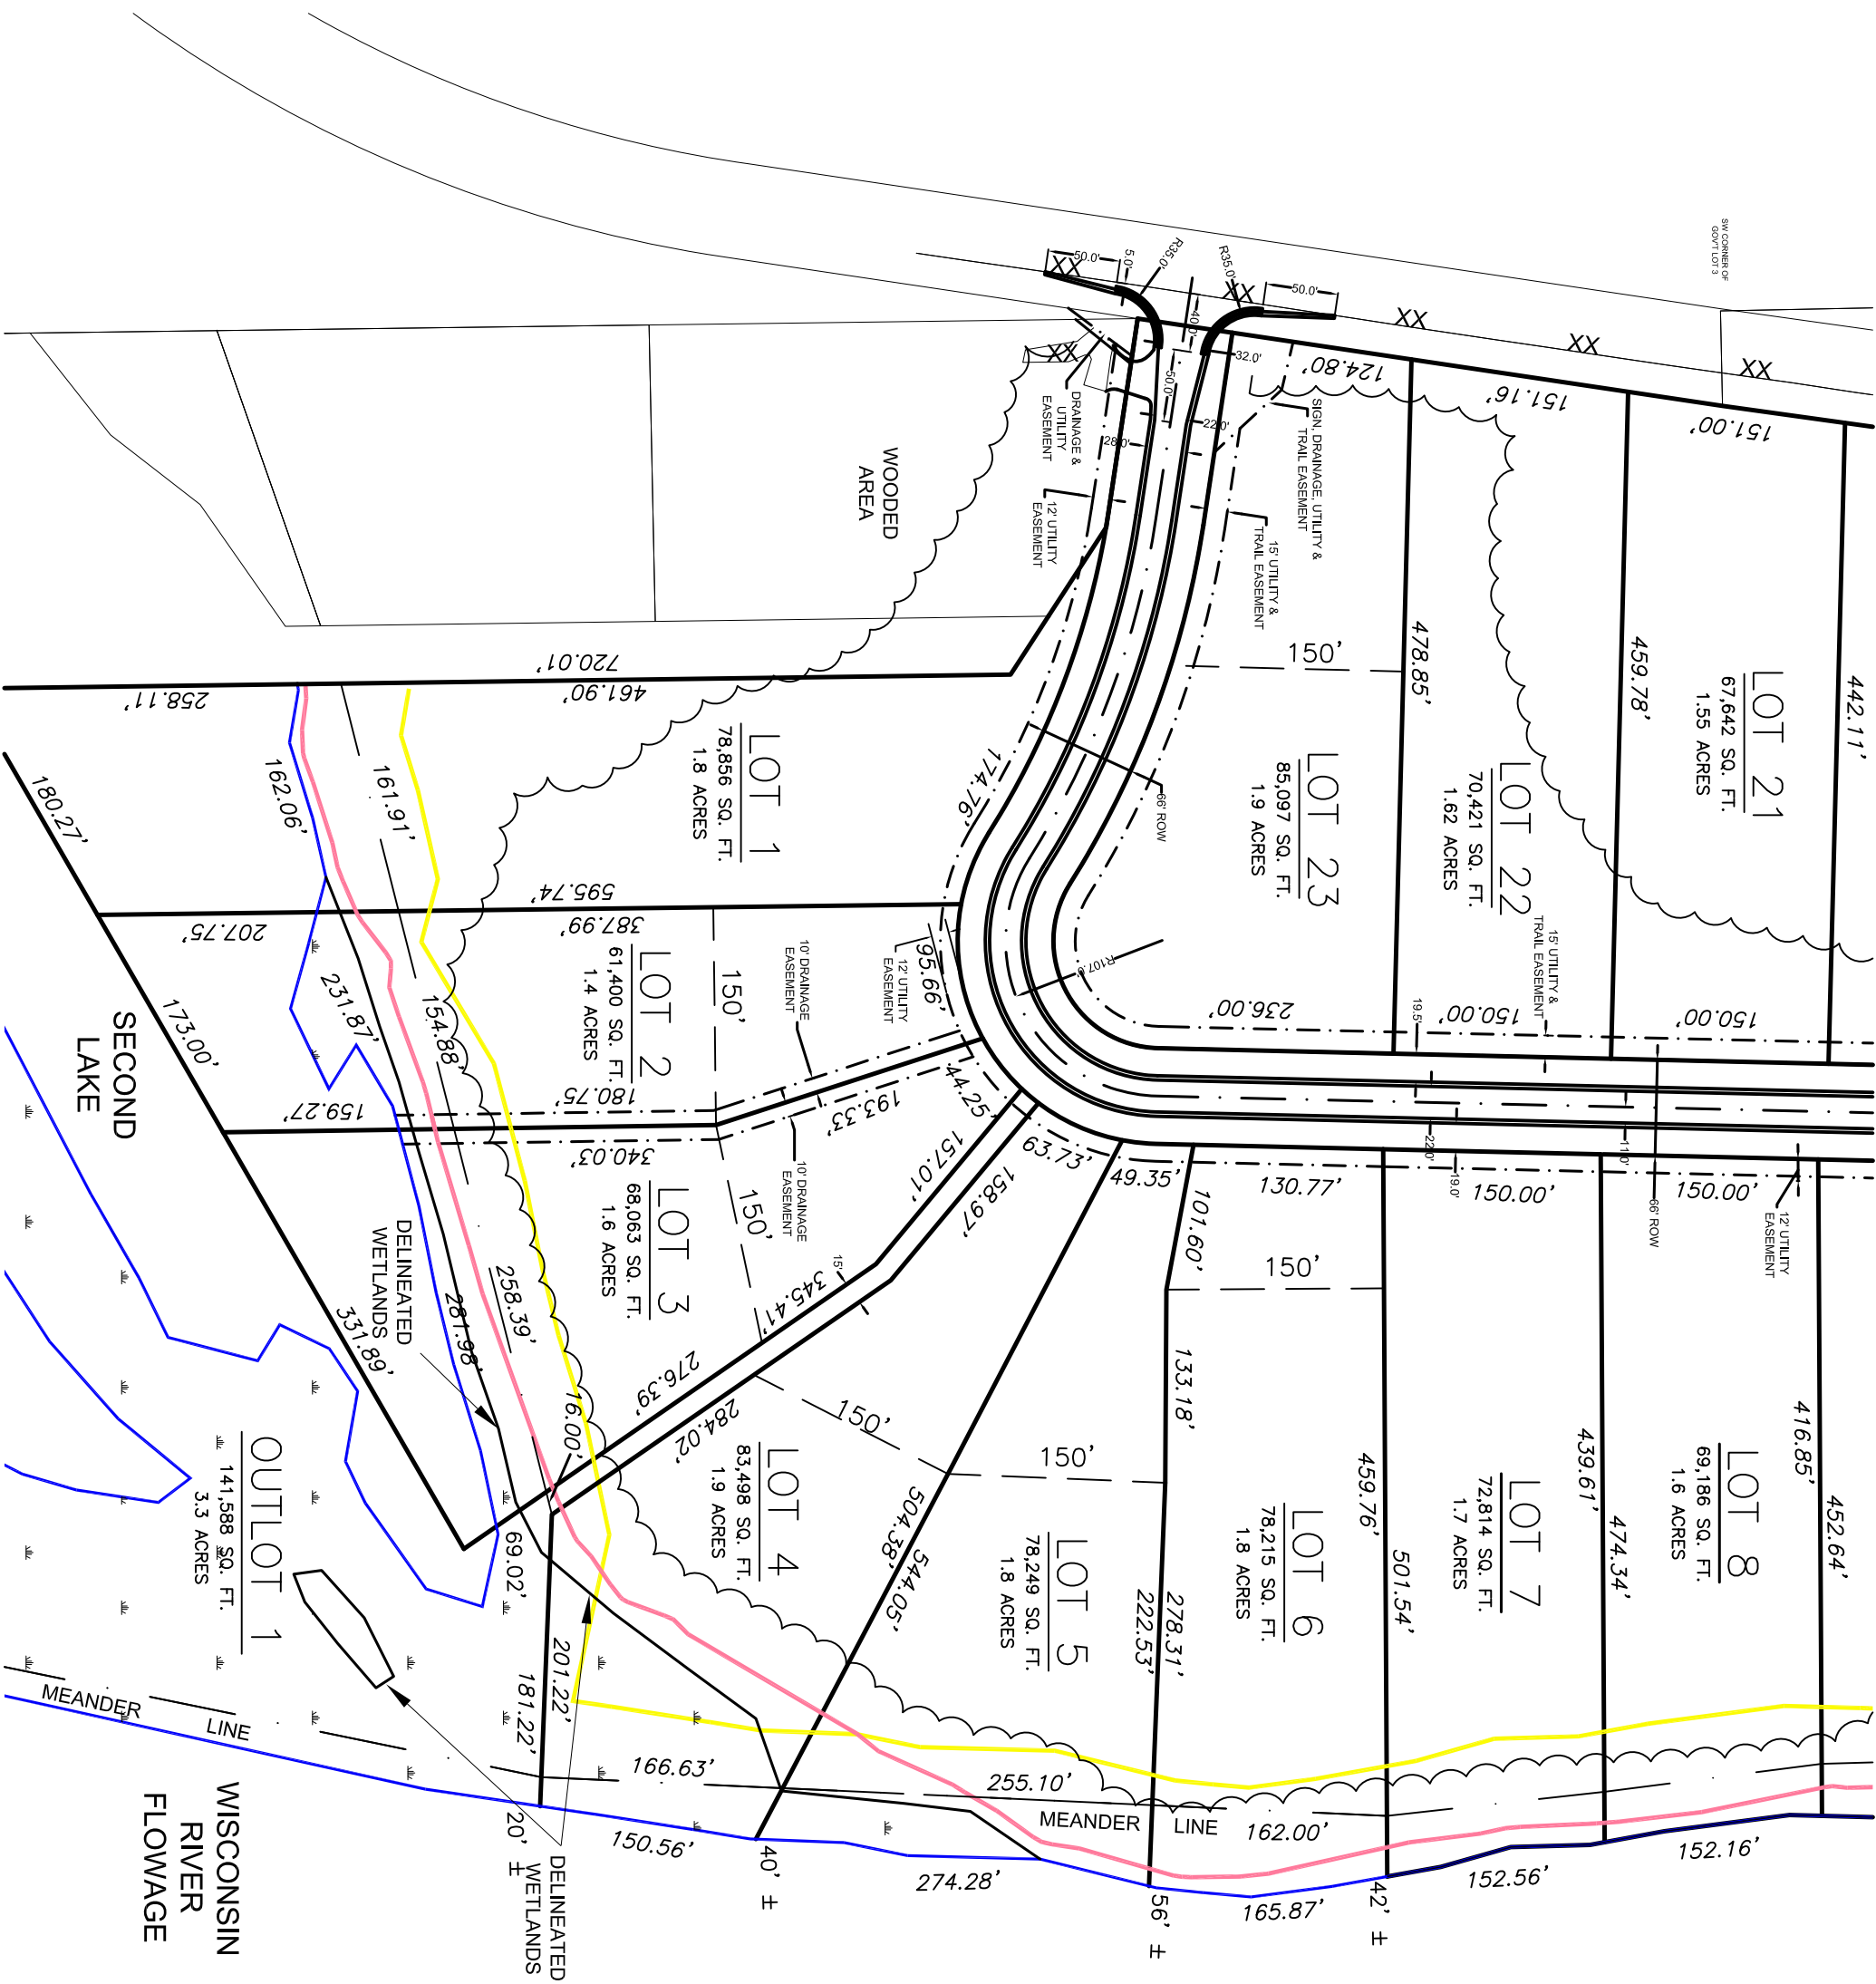 SW CORNER OF
GOV'T LOT 3
XX
XX
XX
XX
XX
XX
50.0'
5.0'
R35.0'
R35.0'
50.0'
40.0'
32.0'
50.0'
22.0'
28.0'
124.80'
151.16'
151.00'
DRAINAGE &
UTILITY
EASEMENT
SIGN, DRAINAGE, UTILITY &
TRAIL EASEMENT
12' UTILITY
EASEMENT
15' UTILITY &
TRAIL EASEMENT
WOODED
AREA
150'
478.85'
459.78'
442.11'
LOT 21
67,642 SQ. FT.
1.55 ACRES
LOT 22
70,421 SQ. FT.
1.62 ACRES
LOT 23
85,097 SQ. FT.
1.9 ACRES
720.01'
461.90'
258.11'
LOT 1
78,856 SQ. FT.
1.8 ACRES
174.76'
66' ROW
162.06'
161.91'
180.27'
595.74'
387.99'
207.75'
LOT 2
61,400 SQ. FT.
1.4 ACRES
150'
10' DRAINAGE
EASEMENT
12' UTILITY
EASEMENT
95.66'
R107.0'
236.00'
150.00'
150.00'
19.5'
15' UTILITY &
TRAIL EASEMENT
231.87'
154.88'
173.00'
SECOND
LAKE
180.75'
159.27'
193.33'
44.25'
340.03'
157.01'
158.97'
63.73'
49.35'
130.77'
150.00'
150.00'
22.0'
19.0'
11.0'
66' ROW
12' UTILITY
EASEMENT
10' DRAINAGE
EASEMENT
150'
LOT 3
68,063 SQ. FT.
1.6 ACRES
15'
345.41'
101.60'
150'
DELINEATED
WETLANDS
258.39'
281.98'
331.89'
276.39'
284.02'
16.00'
133.18'
150'
150'
LOT 4
83,498 SQ. FT.
1.9 ACRES
504.38'
544.05'
LOT 5
78,249 SQ. FT.
1.8 ACRES
LOT 6
78,215 SQ. FT.
1.8 ACRES
LOT 7
72,814 SQ. FT.
1.7 ACRES
LOT 8
69,186 SQ. FT.
1.6 ACRES
459.76'
501.54'
439.61'
474.34'
416.85'
452.64'
278.31'
222.53'
OUTLOT 1
141,588 SQ. FT.
3.3 ACRES
69.02'
201.22'
181.22'
MEANDER
LINE
166.63'
255.10'
MEANDER
LINE
162.00'
WISCONSIN
RIVER
FLOWAGE
20' ±
150.56'
40' ±
274.28'
56' ±
165.87'
42' ±
152.56'
152.16'
DELINEATED
WETLANDS